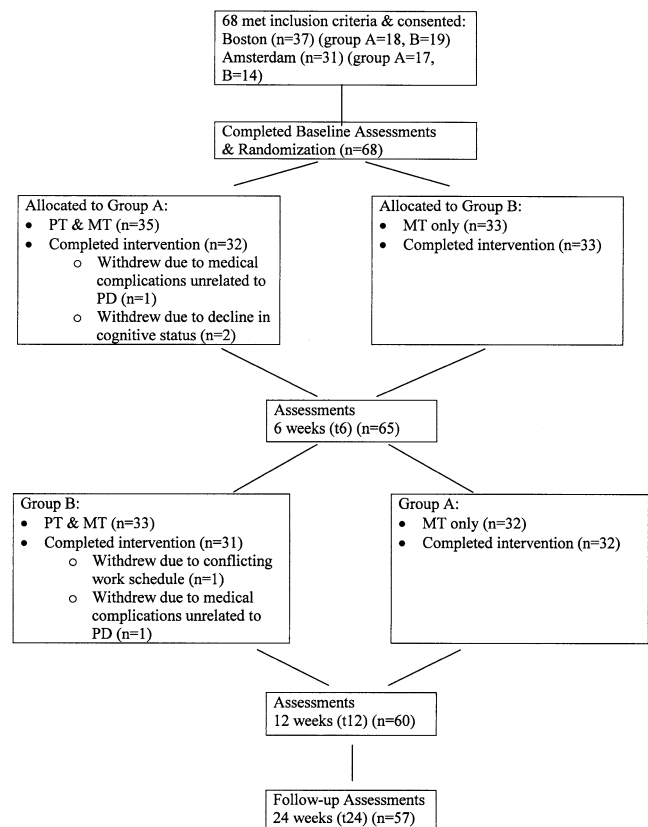 68 met inclusion criteria & consented:
Boston (n=37) (group A=18, B=19)
Amsterdam (n=31) (group A=17,
B=14)
Completed Baseline Assessments
& Randomization (n=68)
Allocated to Group A:
• PT & MT (n=35)
• Completed intervention (n=32)
o Withdrew due to medical
complications unrelated to
PD (n=1)
o Withdrew due to decline in
cognitive status (n=2)
Allocated to Group B:
• MT only (n=33)
• Completed intervention (n=33)
Assessments
6 weeks (t6) (n=65)
Group B:
• PT & MT (n=33)
• Completed intervention (n=31)
o Withdrew due to conflicting
work schedule (n=1)
o Withdrew due to medical
complications unrelated to
PD (n=1)
Group A:
• MT only (n=32)
• Completed intervention (n=32)
Assessments
12 weeks (t12) (n=60)
Follow-up Assessments
24 weeks (t24) (n=57)